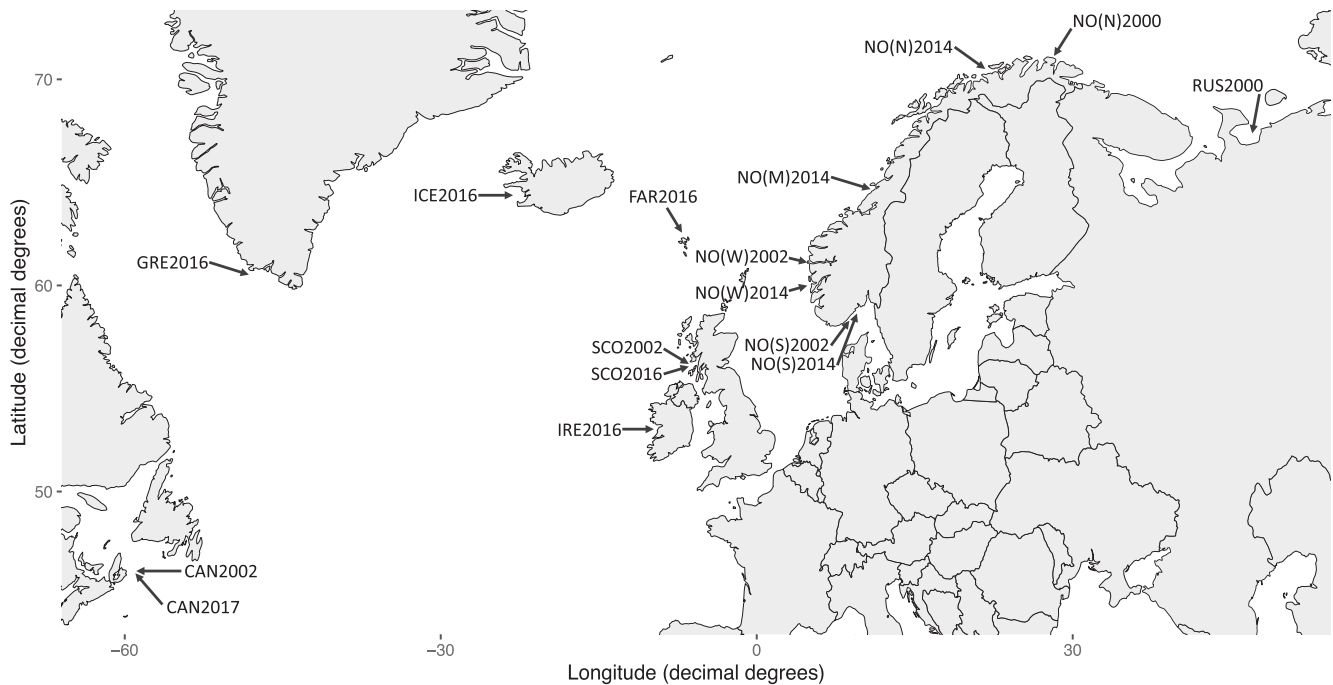 NO(N)2000
NO(N)2014
70
RUS2000
NO(M)2014
ICE2016
FAR2016
NO(W)2002
GRE2016
60
NO(W)2014
NO(S)2002
SCO2002
NO(S)2014
SCO2016
IRE2016
50
CAN2002
CAN2017
Latitude (decimal degrees)
−60
−30
0
30
Longitude (decimal degrees)